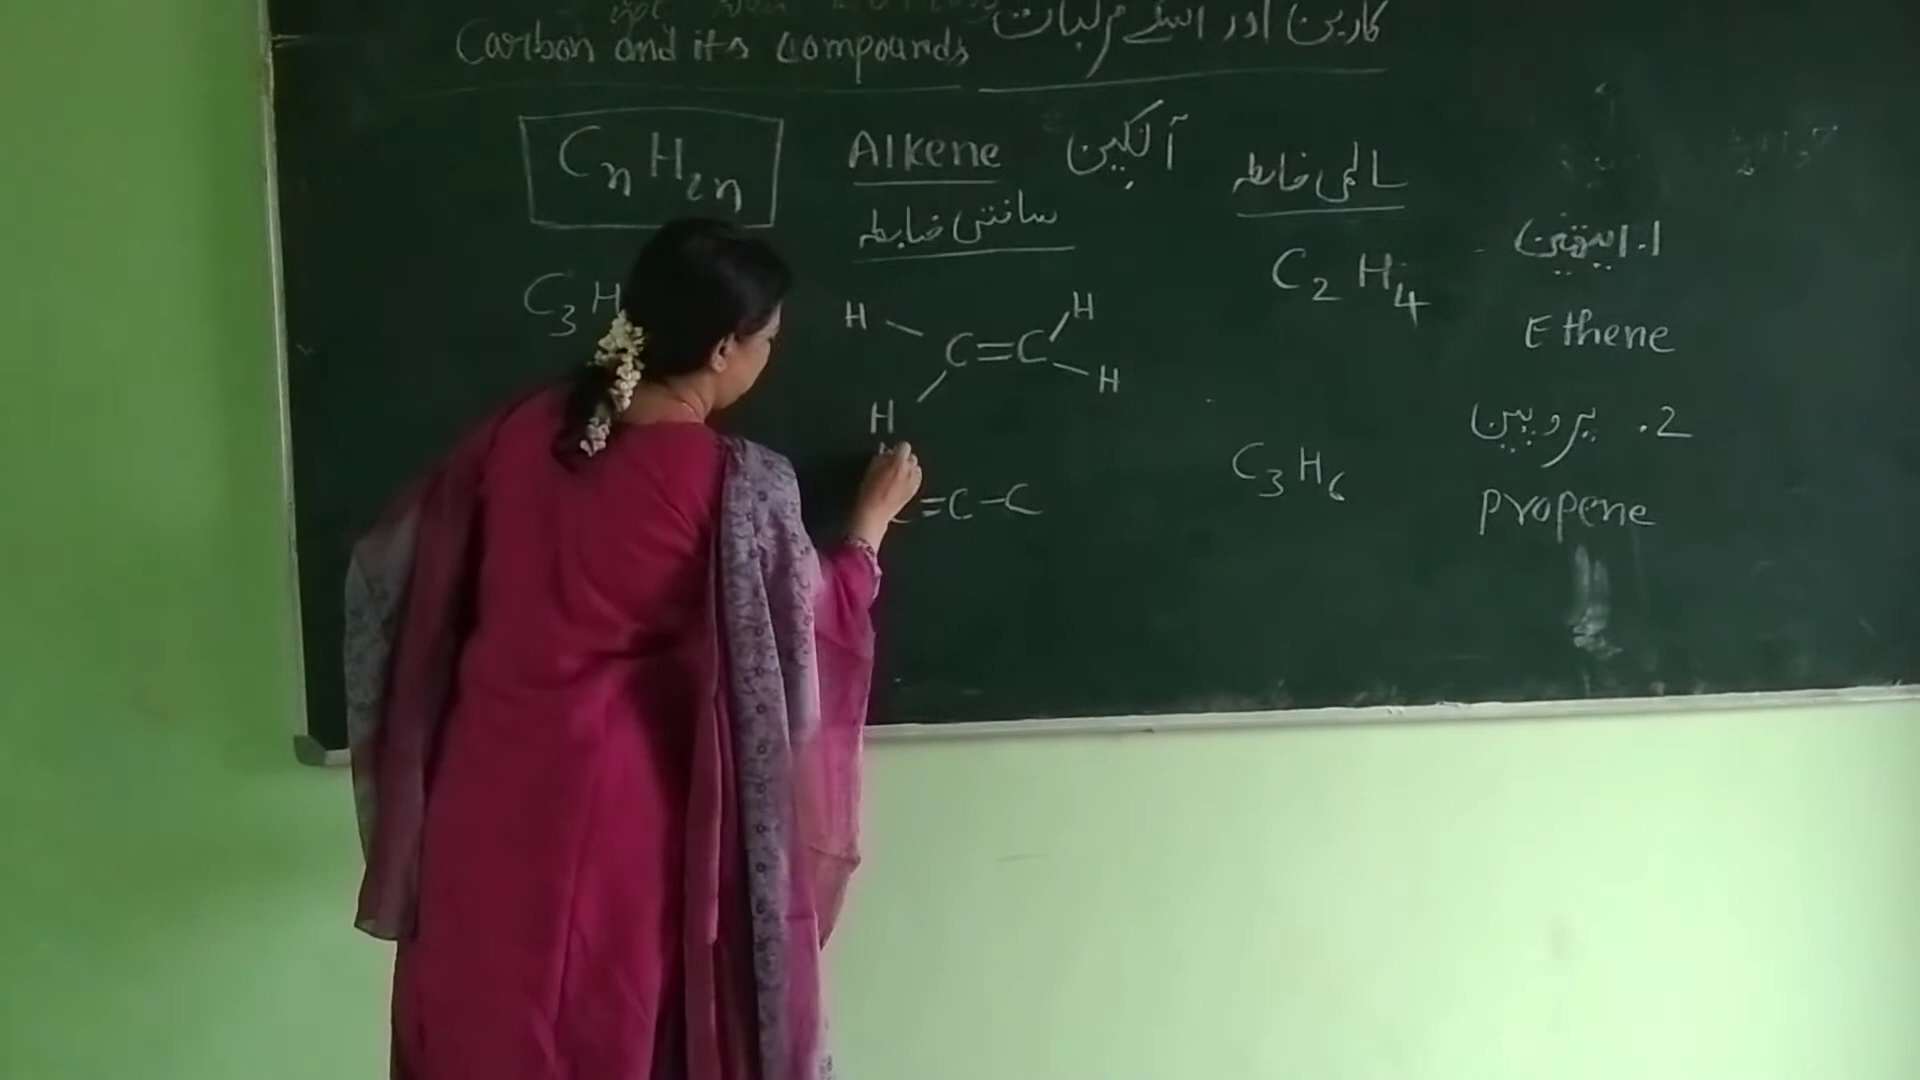 Carbon and its compounds کاربن اور اسکے مرکبات
CnH2n
Alkene آلکین
سالمی ضابطہ
ساختی ضابطہ
1. ایتھین
C2H4
Ethene
C3H
H H
C=C
H H
2. پروپین
C3H6
propene
C=C-C